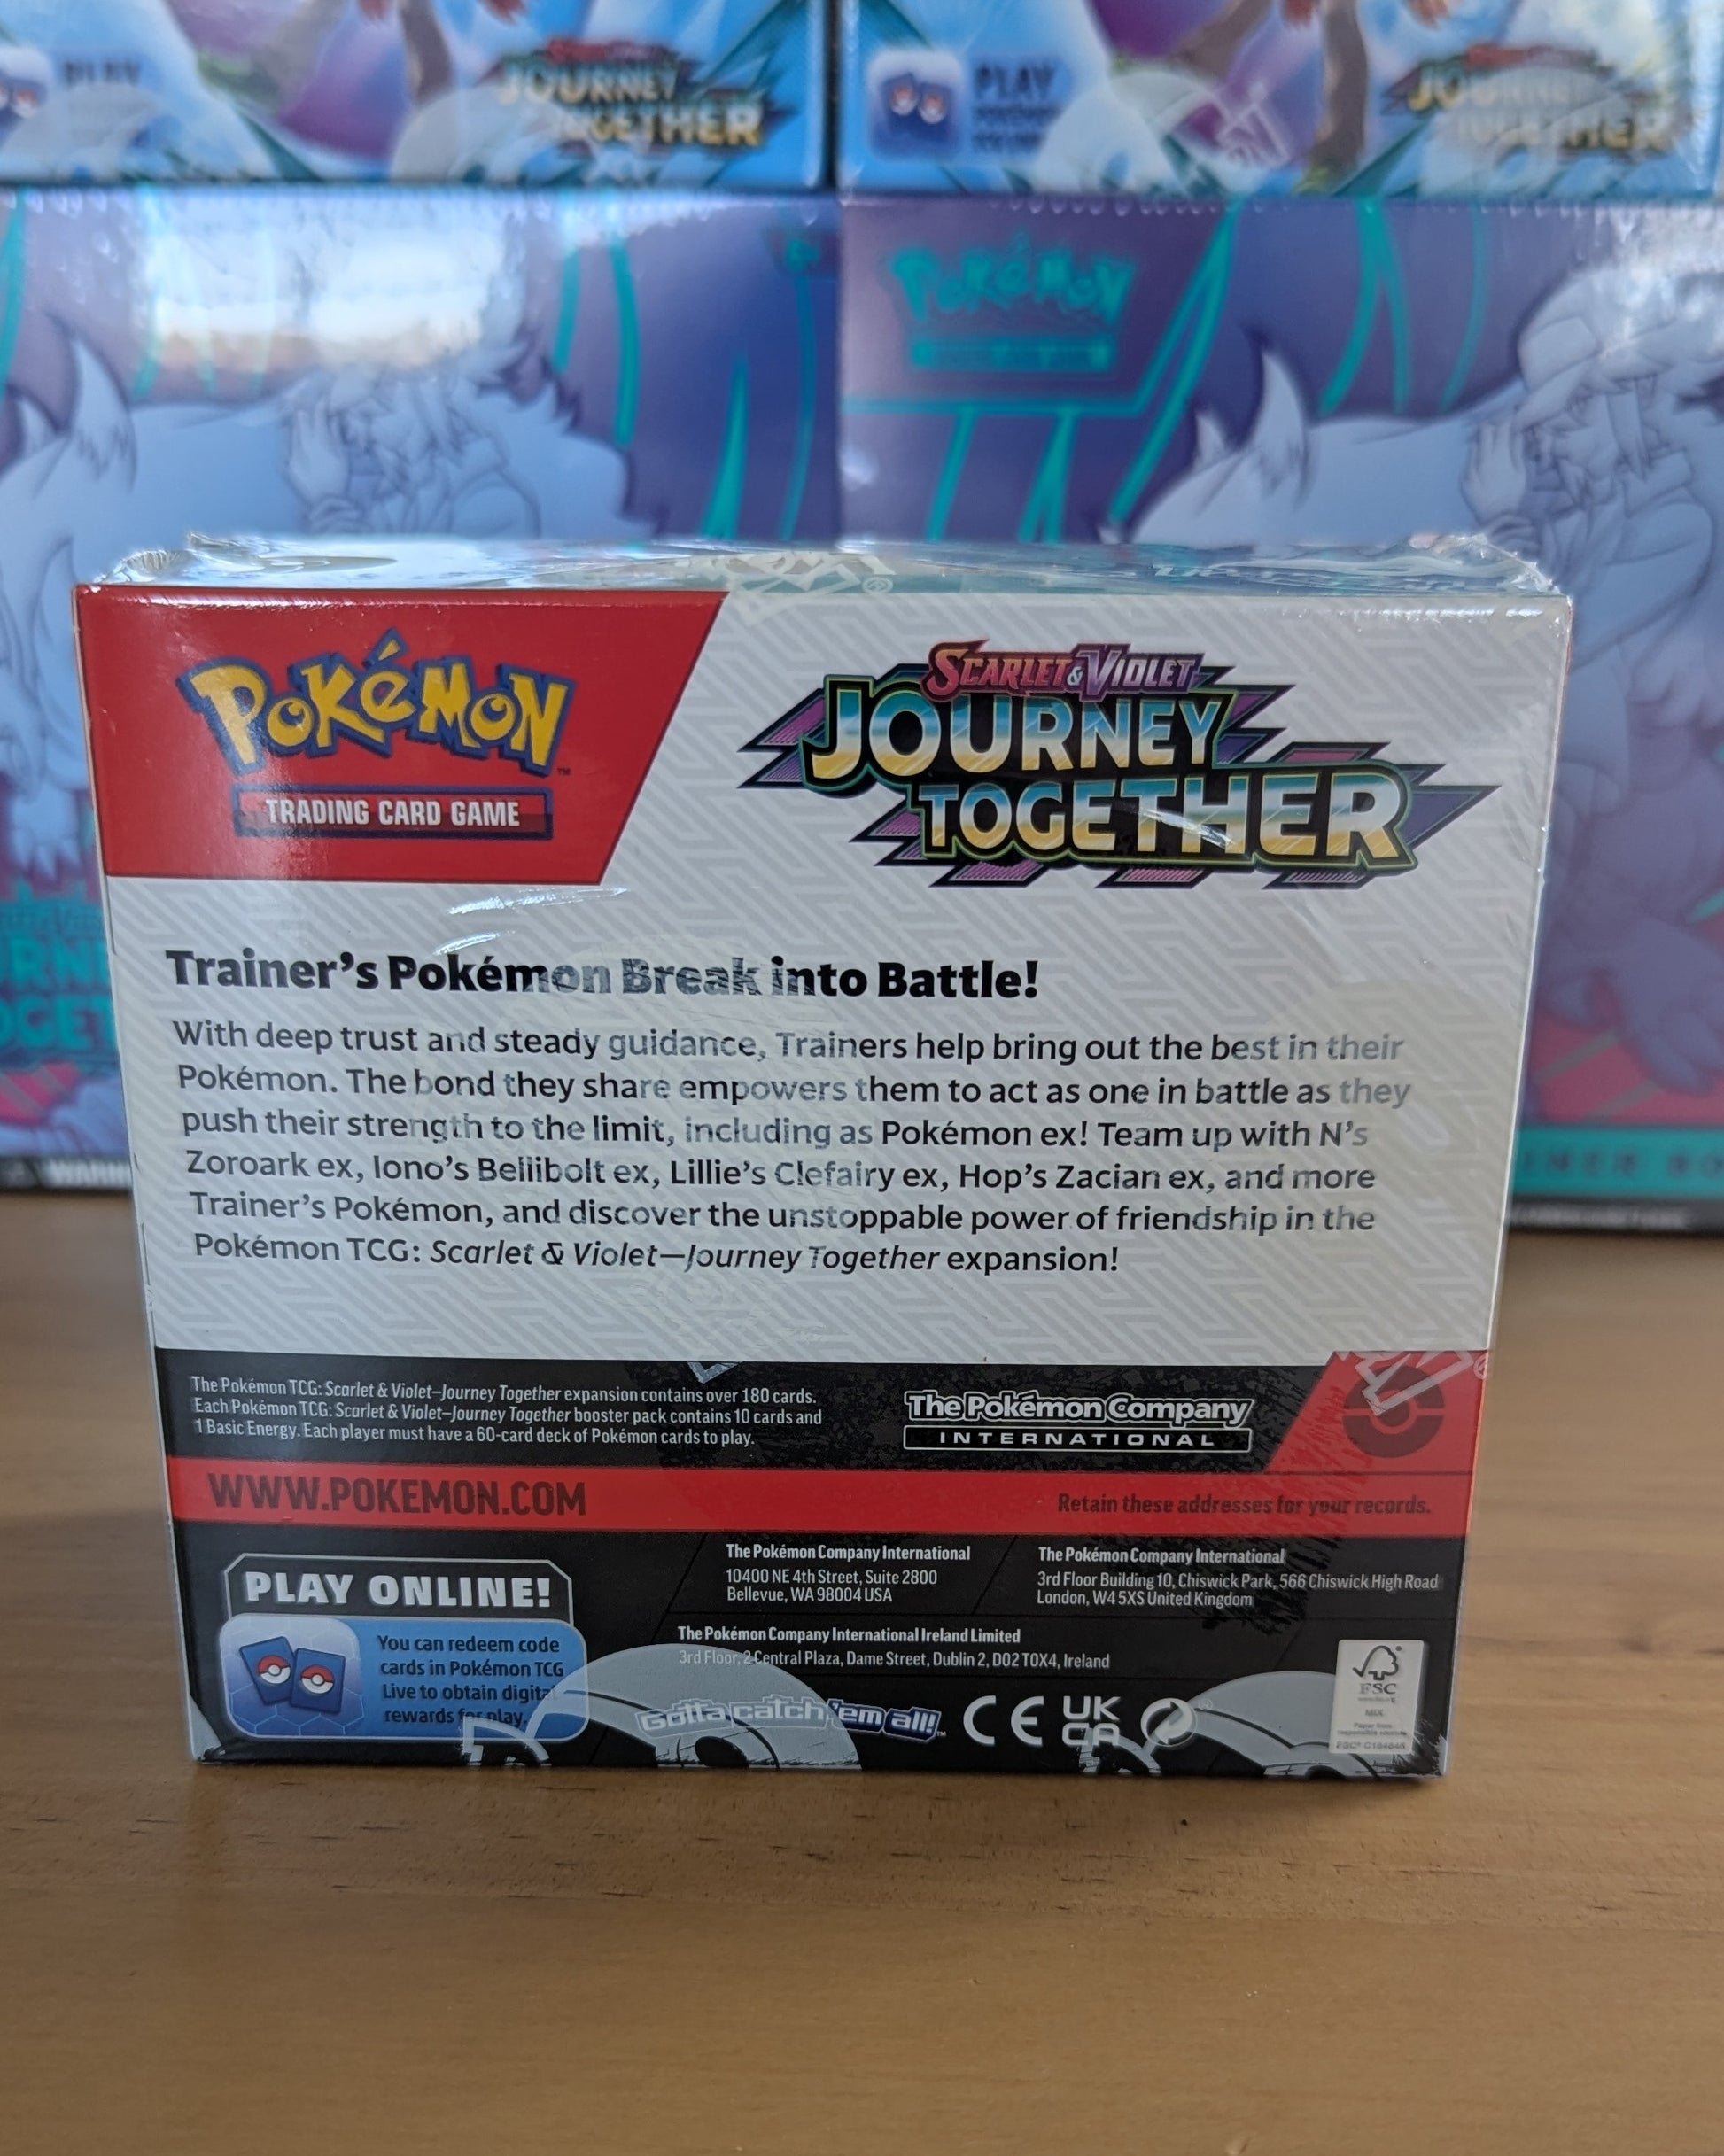 PLAY
JOURNEY
TOGETHER
PLAY
JOURNEY
TOGETHER
POKéMON
POKéMON
TRADING CARD GAME
SCARLET & VIOLET
JOURNEY
TOGETHER
Trainer's Pokémon Break into Battle!
With deep trust and steady guidance, Trainers help bring out the best in their
Pokémon. The bond they share empowers them to act as one in battle as they
push their strength to the limit, including as Pokémon ex! Team up with N's
Zoroark ex, Iono's Bellibolt ex, Lillie's Clefairy ex, Hop's Zacian ex, and more
Trainer's Pokémon, and discover the unstoppable power of friendship in the
Pokémon TCG: Scarlet & Violet—Journey Together expansion!
The Pokémon TCG: Scarlet & Violet—Journey Together expansion contains over 180 cards.
Each Pokémon TCG: Scarlet & Violet—Journey Together booster pack contains 10 cards and
1 Basic Energy. Each player must have a 60-card deck of Pokémon cards to play.
The Pokémon Company
INTERNATIONAL
WWW.POKEMON.COM
Retain these addresses for your records.
PLAY ONLINE!
You can redeem code
cards in Pokémon TCG
Live to obtain digital
rewards for play.
The Pokémon Company International
10400 NE 4th Street, Suite 2800
Bellevue, WA 98004 USA
The Pokémon Company International
3rd Floor Building 10, Chiswick Park, 566 Chiswick High Road
London, W4 5XS United Kingdom
The Pokémon Company International Ireland Limited
3rd Floor, 2 Central Plaza, Dame Street, Dublin 2, D02 T0X4, Ireland
Gotta catch 'em all!™
CE
UK
CA
FSC
MIX